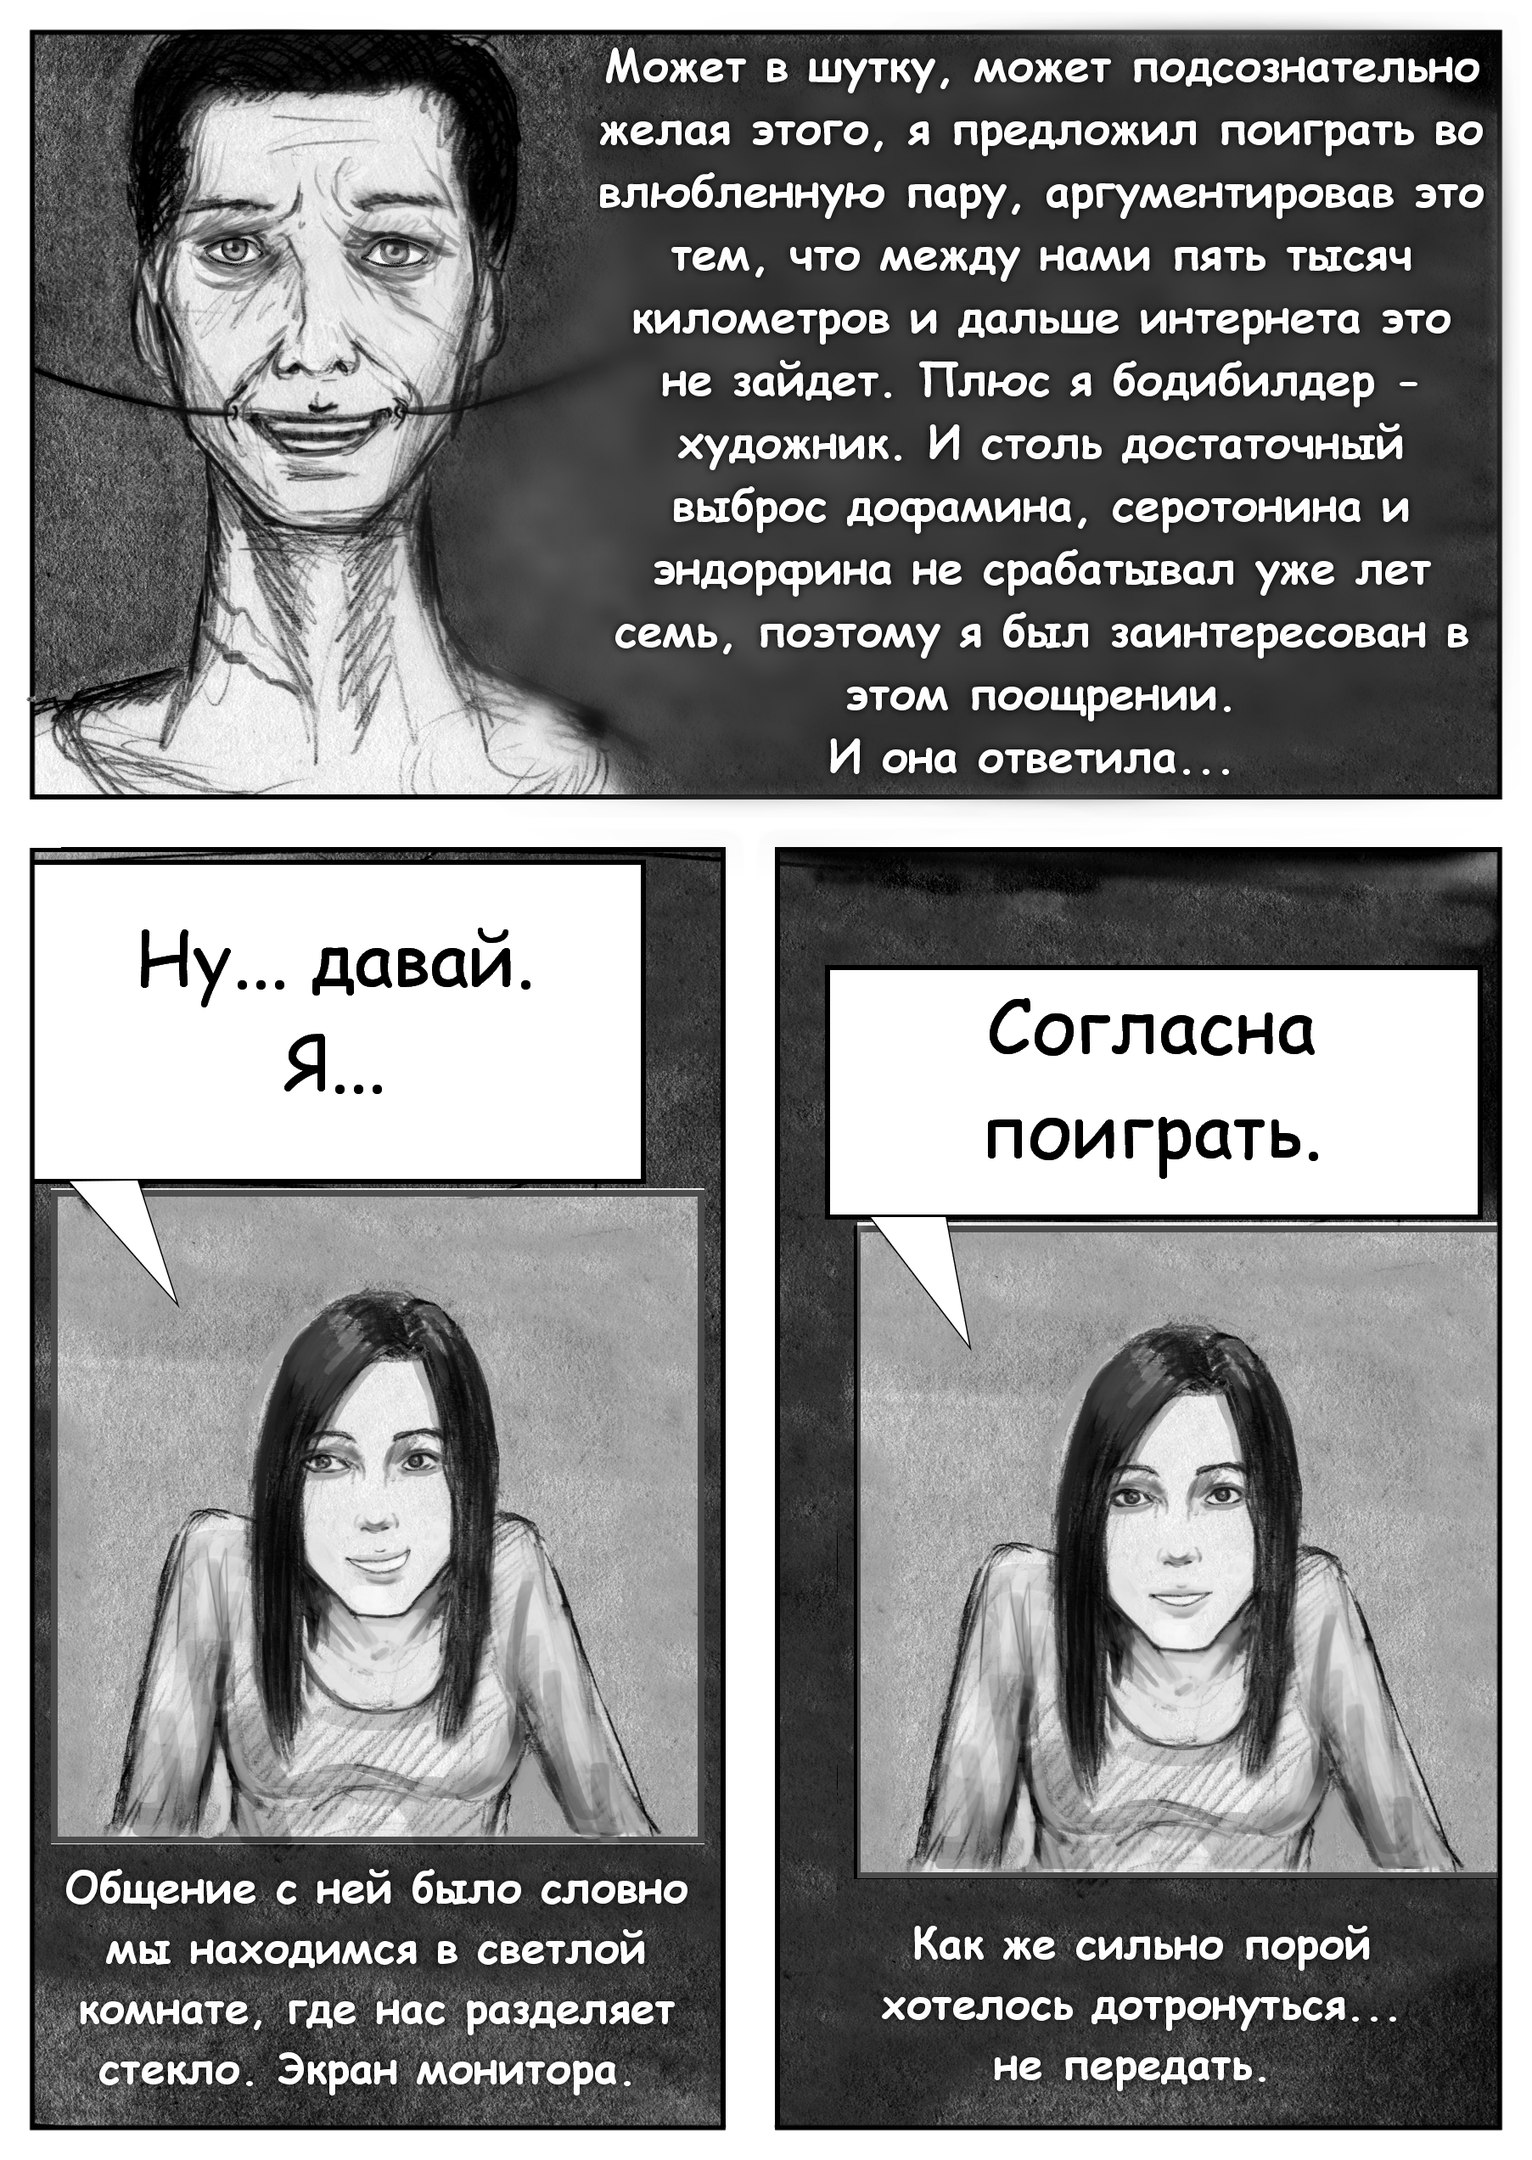 Может в шутку, может подсознательно
желая этого, я предложил поиграть во
влюбленную пару, аргументировав это
тем, что между нами пять тысяч
километров и дальше интернета это
не зайдет. Плюс я бодибилдер -
художник. И столь достаточный
выброс дофамина, серотонина и
эндорфина не срабатывал уже лет
семь, поэтому я был заинтересован в
этом поощрении.
И она ответила...
Ну... давай.
Я...
Общение с ней было словно
мы находимся в светлой
комнате, где нас разделяет
стекло. Экран монитора.
Согласна
поиграть.
Как же сильно порой
хотелось дотронуться...
не передать.